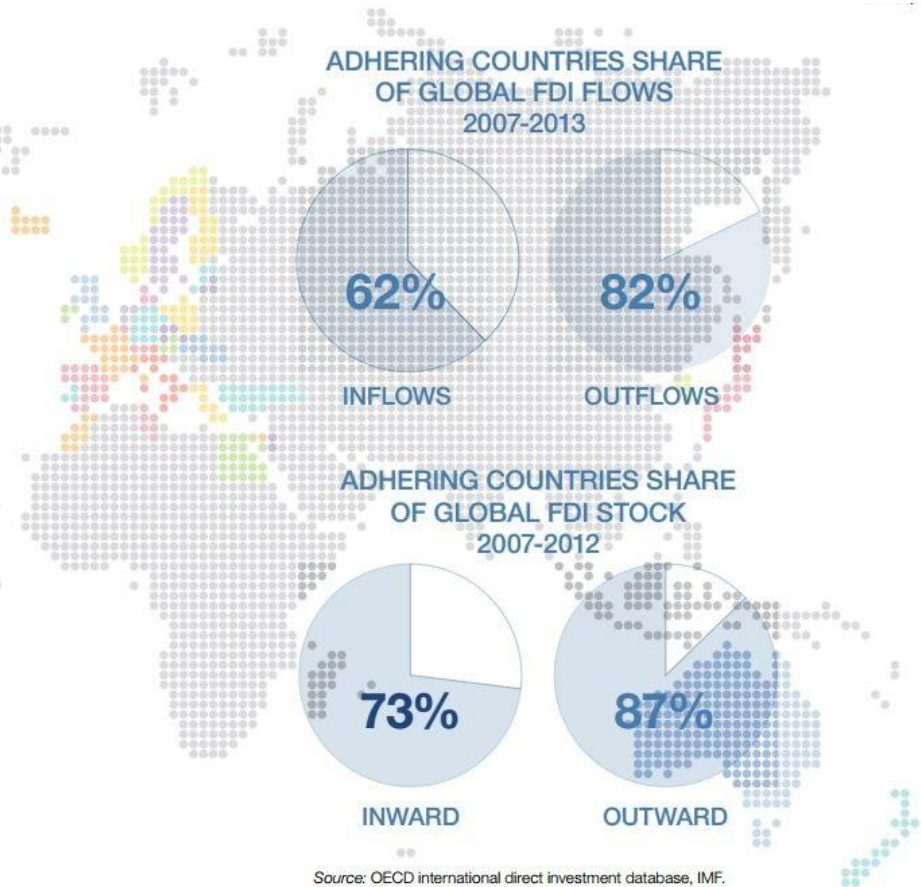 ADHERING COUNTRIES SHARE
OF GLOBAL FDI FLOWS
2007-2013
62%
82%
INFLOWS
OUTFLOWS
ADHERING COUNTRIES SHARE
OF GLOBAL FDI STOCK
2007-2012
73%
87%
INWARD
OUTWARD
Source: OECD international direct investment database, IMF.